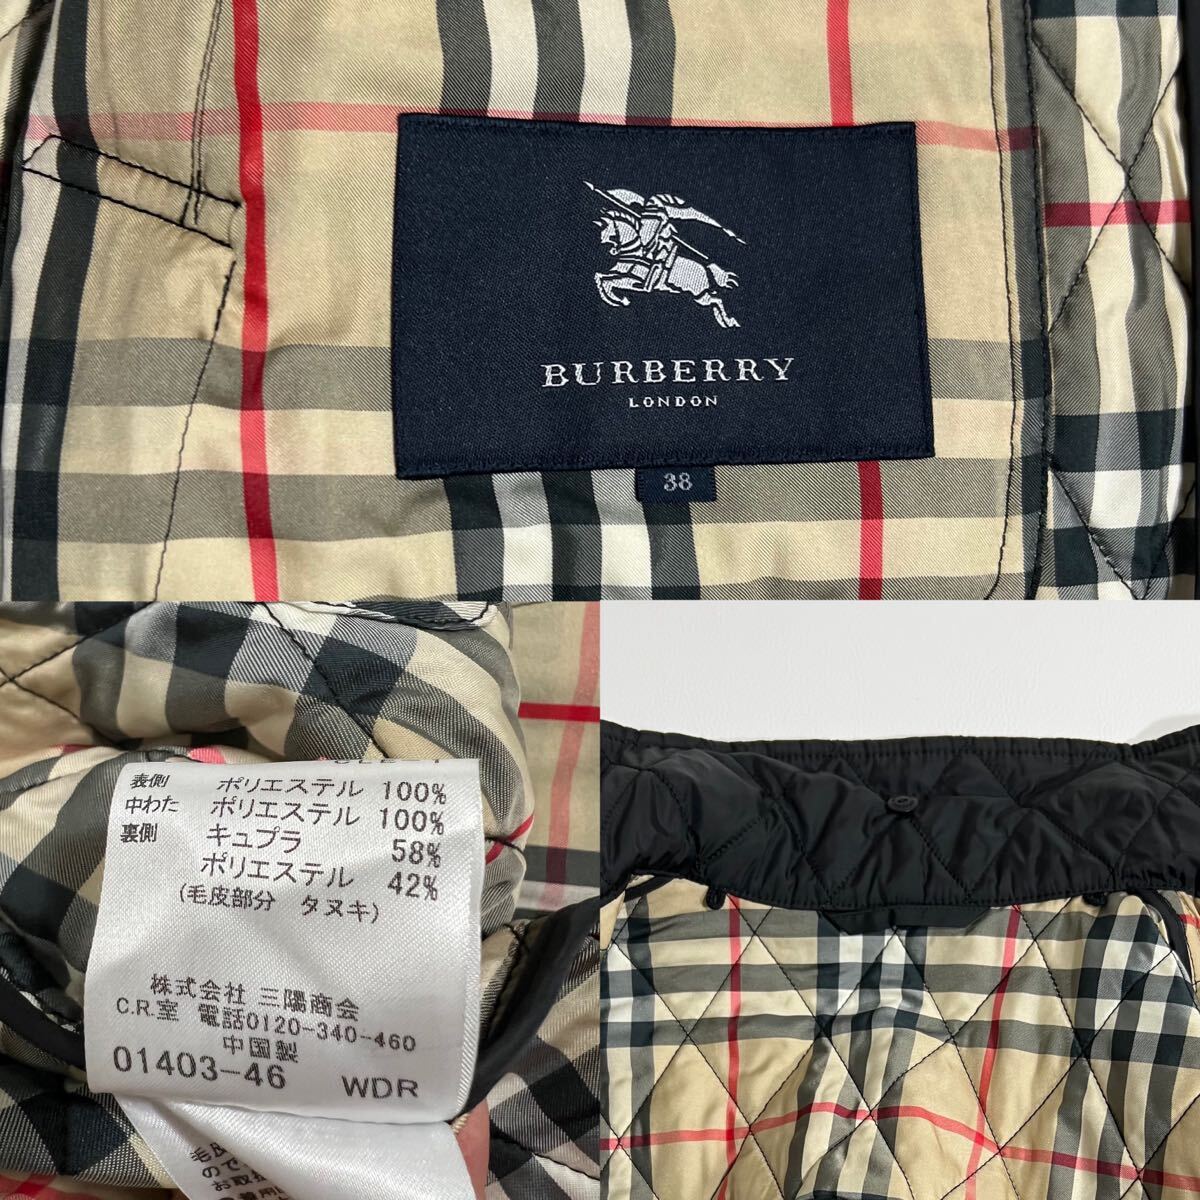 BURBERRY
LONDON
38
表側 ポリエステル 100%
中わた ポリエステル 100%
裏側 キュプラ 58%
ポリエステル 42%
(毛皮部分 タヌキ)
株式会社 三陽商会
C.R.室 電話0120-340-460
中国製
01403-46 WDR